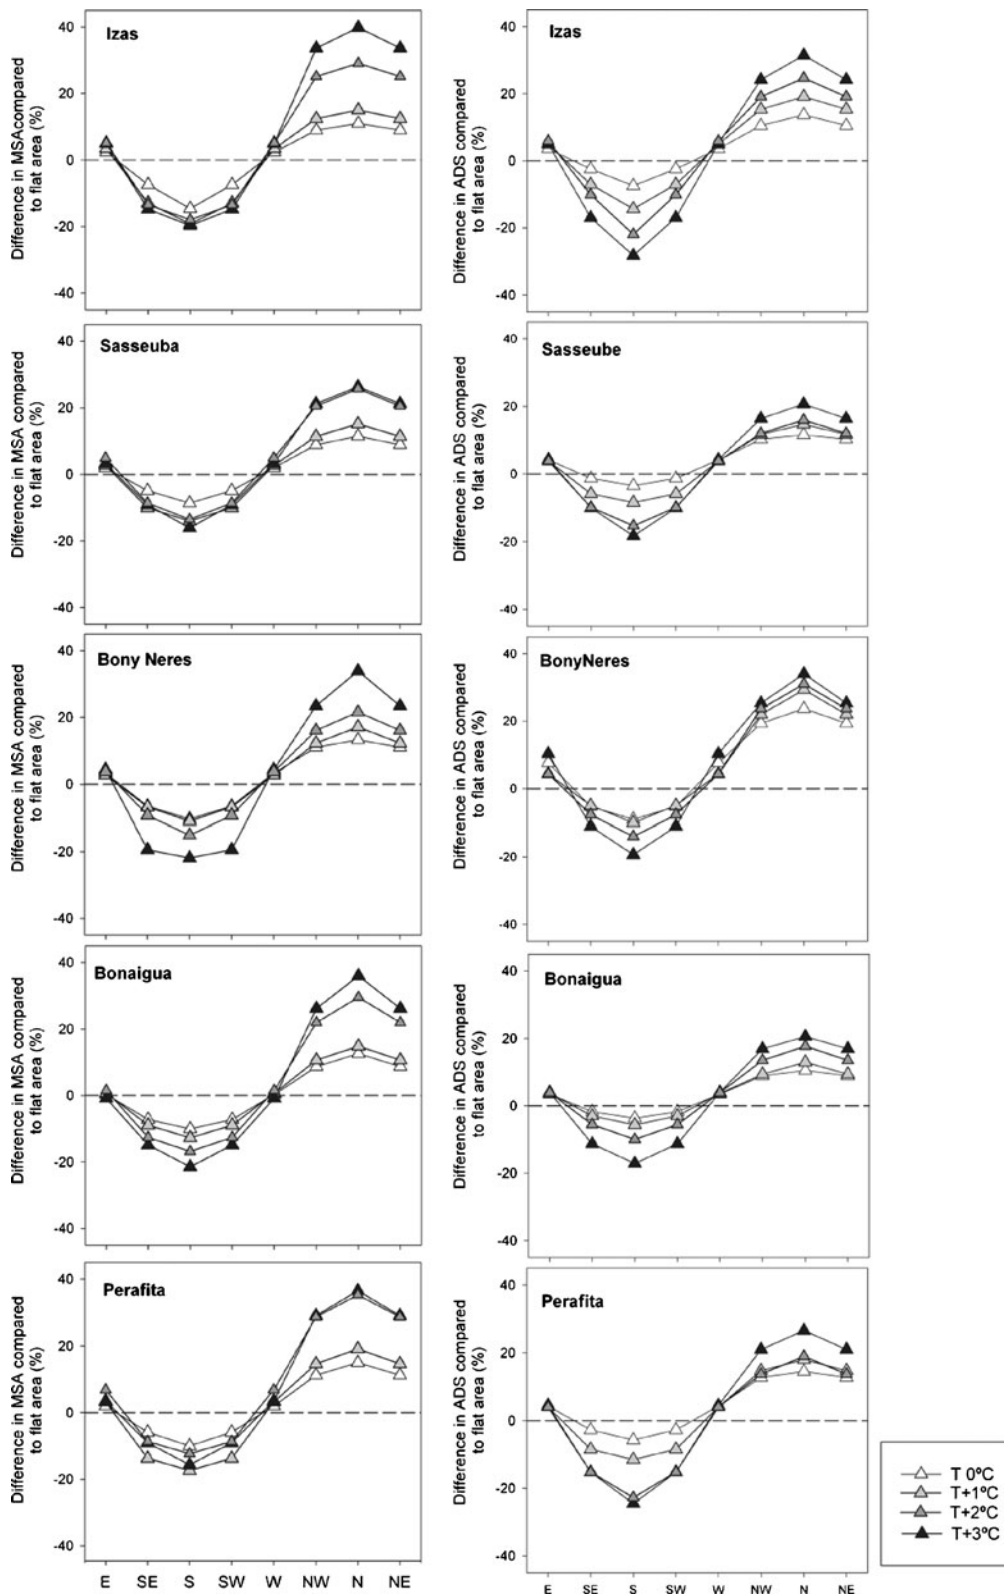 Izas
Difference in MSAcompared
to flat area (%)
40
20
0
-20
-40
Izas
Difference in ADS compared
to flat area (%)
40
20
0
-20
-40
Sasseuba
Difference in MSA compared
to flat area (%)
40
20
0
-20
-40
Sasseube
Difference in ADS compared
to flat area (%)
40
20
0
-20
-40
Bony Neres
Difference in MSA compared
to flat area (%)
40
20
0
-20
-40
BonyNeres
Difference in ADS compared
to flat area (%)
40
20
0
-20
-40
Bonaigua
Difference in MSA compared
to flat area (%)
40
20
0
-20
-40
Bonaigua
Difference in ADS compared
to flat area (%)
40
20
0
-20
-40
Perafita
Difference in MSA compared
to flat area (%)
40
20
0
-20
-40
E SE S SW W NW N NE
Perafita
Difference in ADS compared
to flat area (%)
40
20
0
-20
-40
E SE S SW W NW N NE
T 0ºC
T+1ºC
T+2ºC
T+3ºC